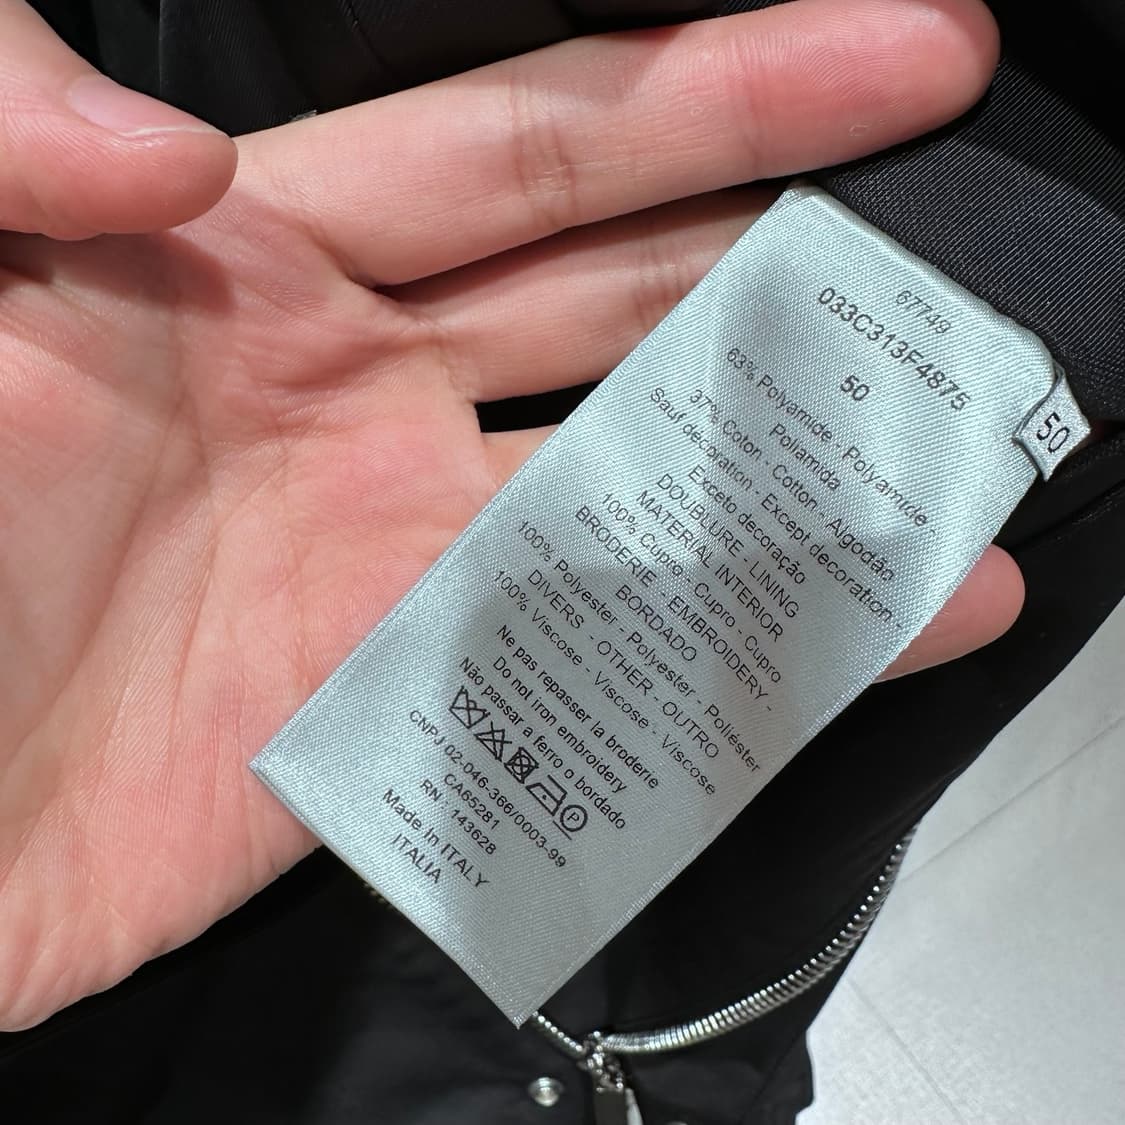 67749
033C313F4875
50
63% Polyamide - Polyamide -
Poliamida
37% Coton - Cotton - Algodão
Sauf decoration - Except decoration -
Exceto decoração
DOUBLURE - LINING
MATERIAL INTERIOR
100% Cupro - Cupro - Cupro
BRODERIE - EMBROIDERY -
BORDADO
100% Polyester - Polyester - Poliéster
DIVERS - OTHER - OUTRO
100% Viscose - Viscose - Viscose
Ne pas repasser la broderie
Do not iron embroidery
Não passar a ferro o bordado
P
CNPJ 02-046-366/0003-99
CA65281
RN : 143628
Made In ITALY
ITALIA
50